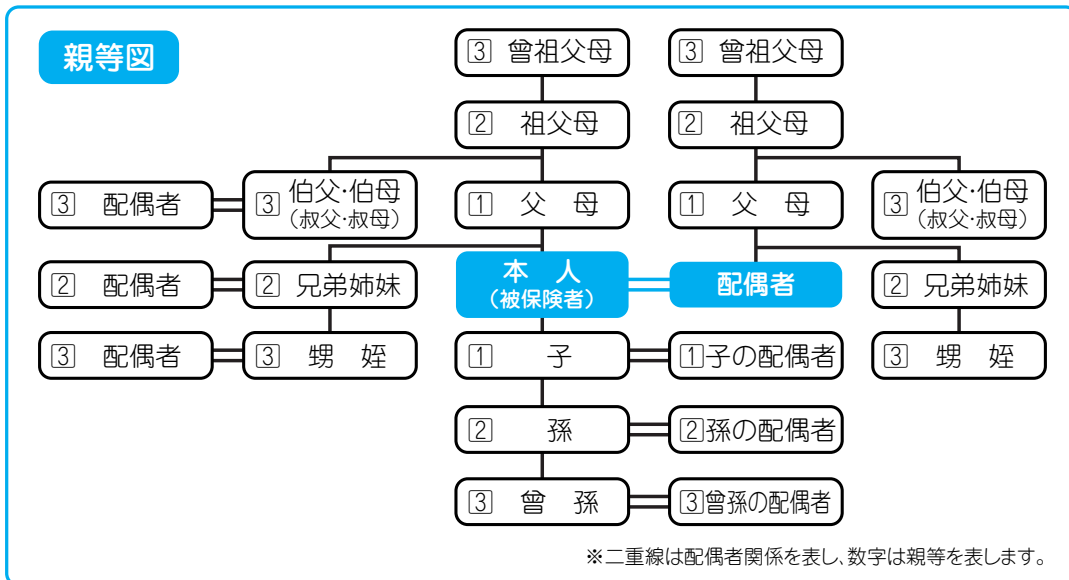 親等図
3 曾祖父母
3 曾祖父母
2 祖父母
2 祖父母
3 配偶者
3 伯父・伯母
(叔父・叔母)
1 父 母
1 父 母
3 伯父・伯母
(叔父・叔母)
2 配偶者
2 兄弟姉妹
本 人
(被保険者)
配偶者
2 兄弟姉妹
3 配偶者
3 甥 姪
1 子
1 子の配偶者
3 甥 姪
2 孫
2 孫の配偶者
3 曾 孫
3 曾孫の配偶者
※二重線は配偶者関係を表し、数字は親等を表します。